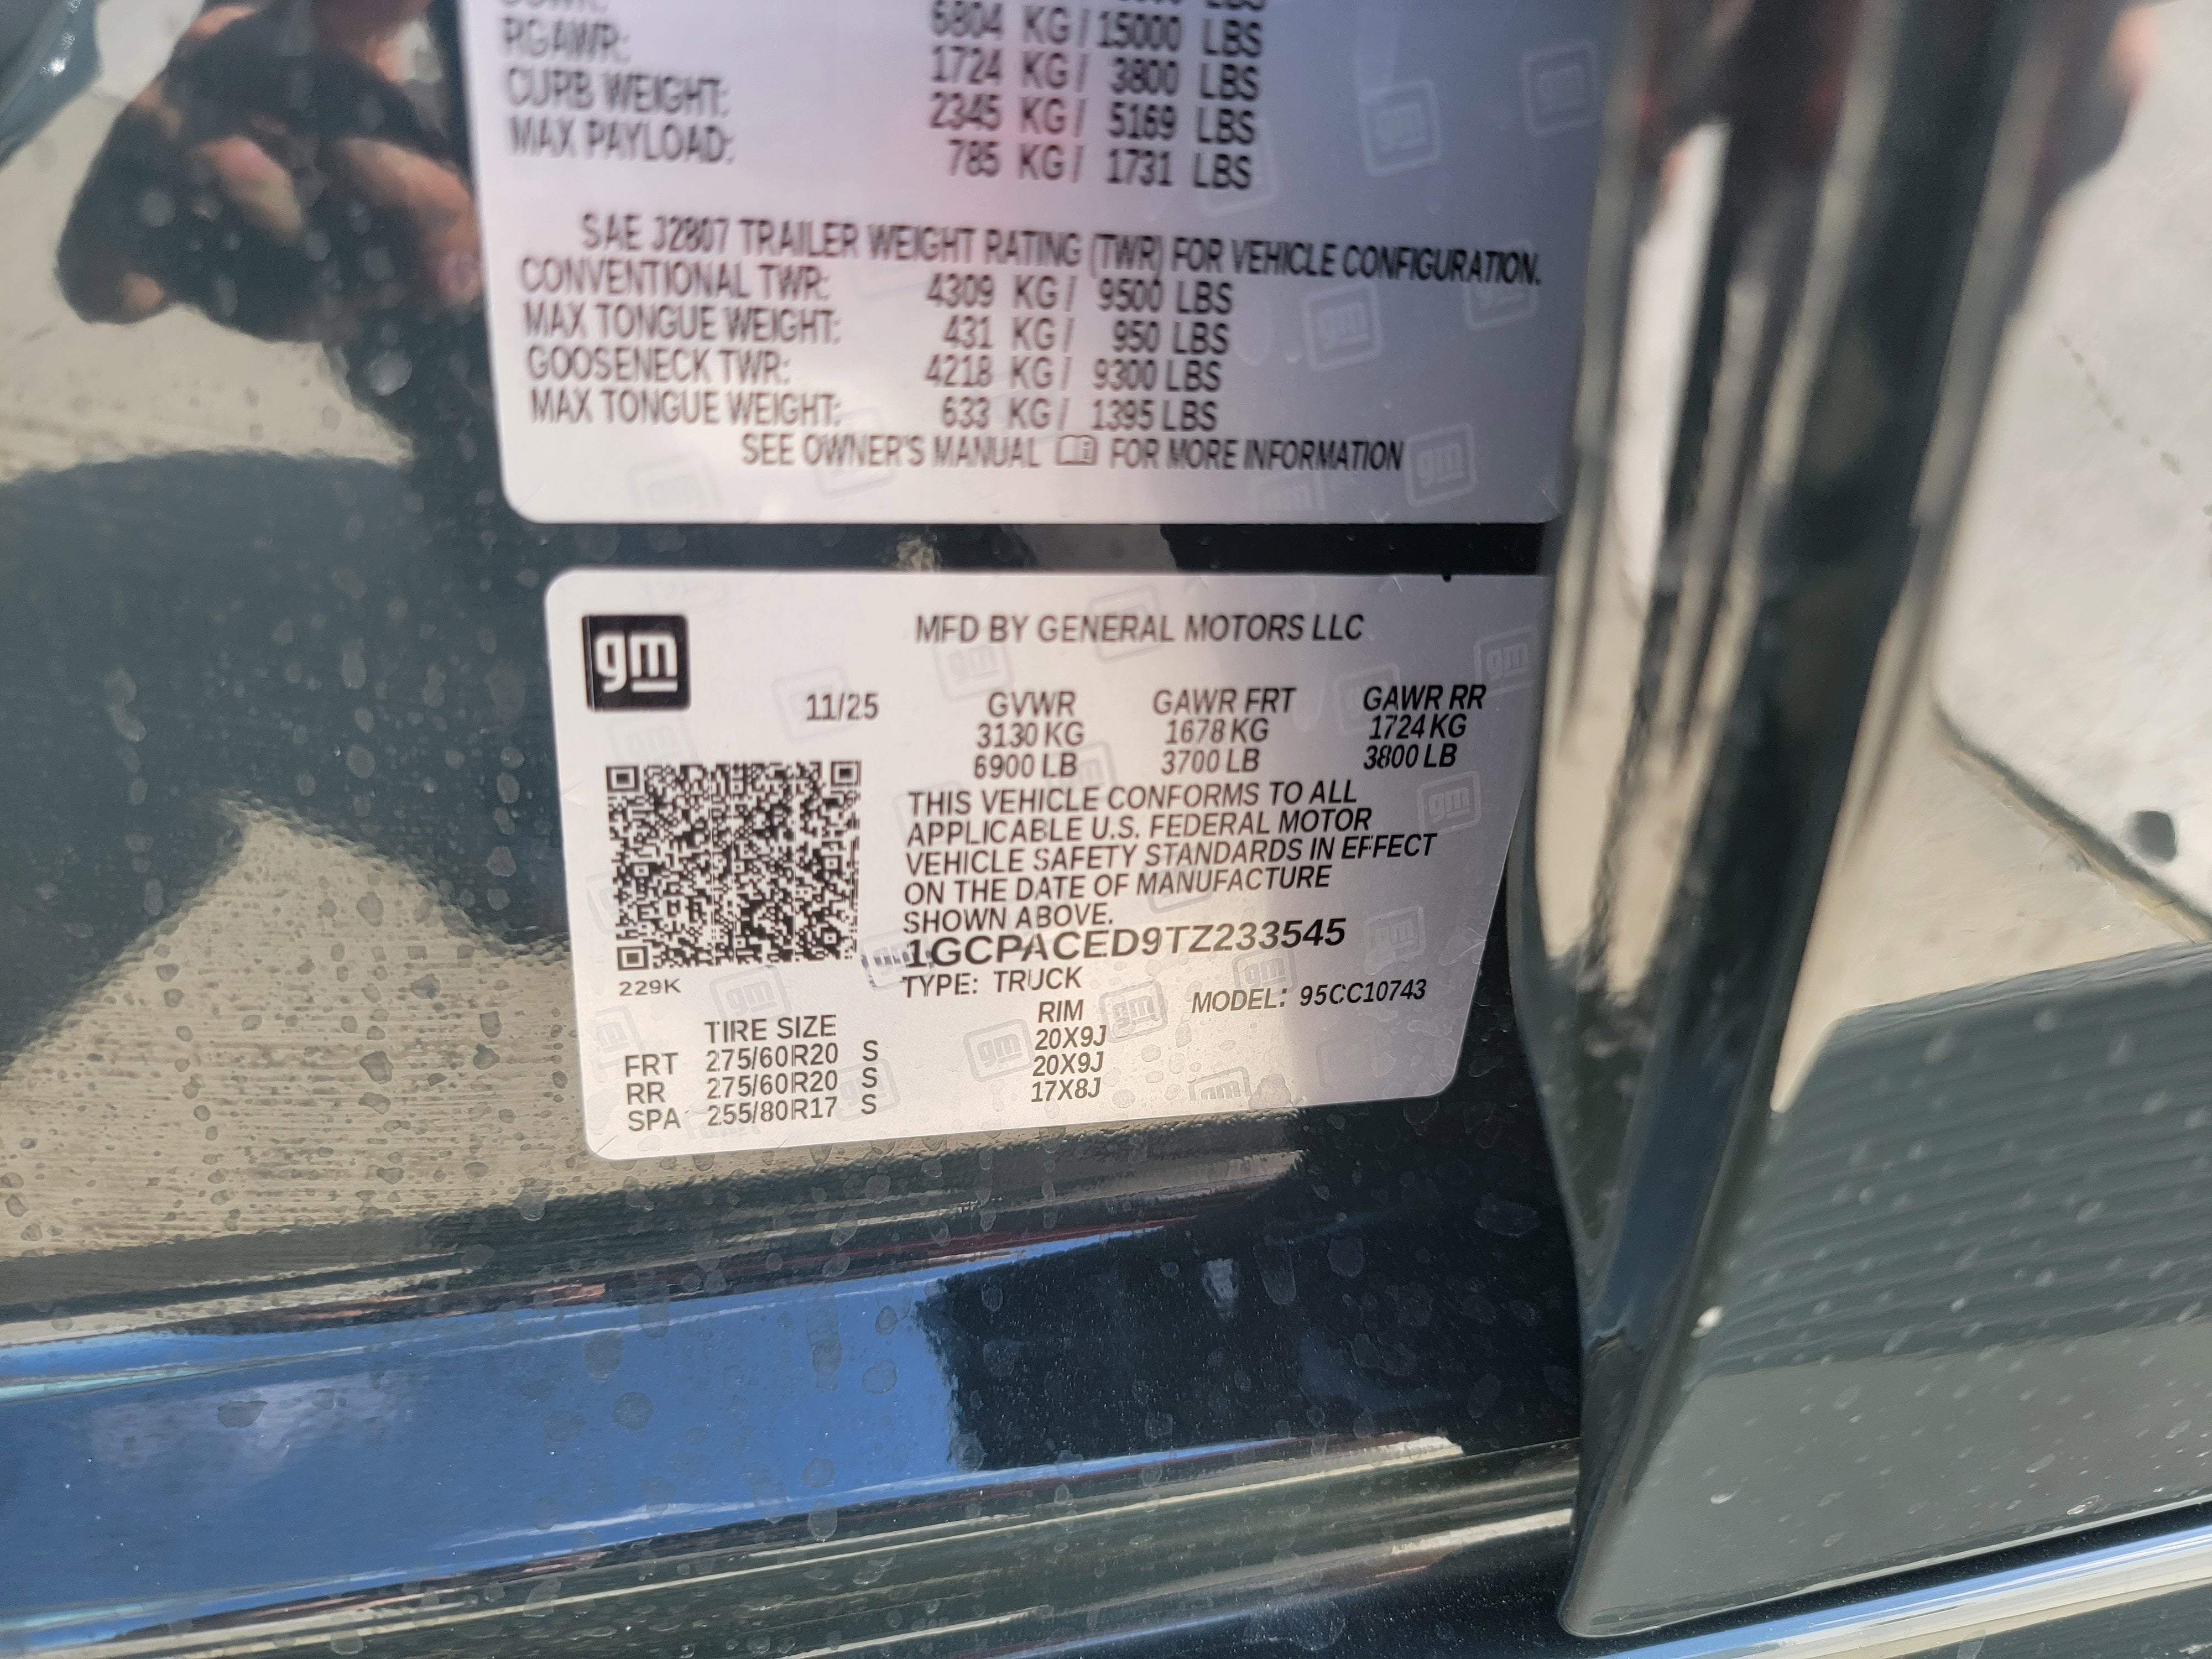 6804 KG / 15000 LBS
RGAWR: 1724 KG / 3800 LBS
CURB WEIGHT: 2345 KG / 5169 LBS
MAX PAYLOAD: 785 KG / 1731 LBS
SAE J2807 TRAILER WEIGHT RATING (TWR) FOR VEHICLE CONFIGURATION.
CONVENTIONAL TWR: 4309 KG / 9500 LBS
MAX TONGUE WEIGHT: 431 KG / 950 LBS
GOOSENECK TWR: 4218 KG / 9300 LBS
MAX TONGUE WEIGHT: 633 KG / 1395 LBS
SEE OWNER'S MANUAL FOR MORE INFORMATION
gm
MFD BY GENERAL MOTORS LLC
11/25 GVWR GAWR FRT GAWR RR
3130 KG 1678 KG 1724 KG
6900 LB 3700 LB 3800 LB
THIS VEHICLE CONFORMS TO ALL
APPLICABLE U.S. FEDERAL MOTOR
VEHICLE SAFETY STANDARDS IN EFFECT
ON THE DATE OF MANUFACTURE
SHOWN ABOVE.
1GCPACED9TZ233545
229K TYPE: TRUCK MODEL: 95CC10743
TIRE SIZE RIM
FRT 275/60R20 S 20X9J
RR 275/60R20 S 20X9J
SPA 255/80R17 S 17X8J